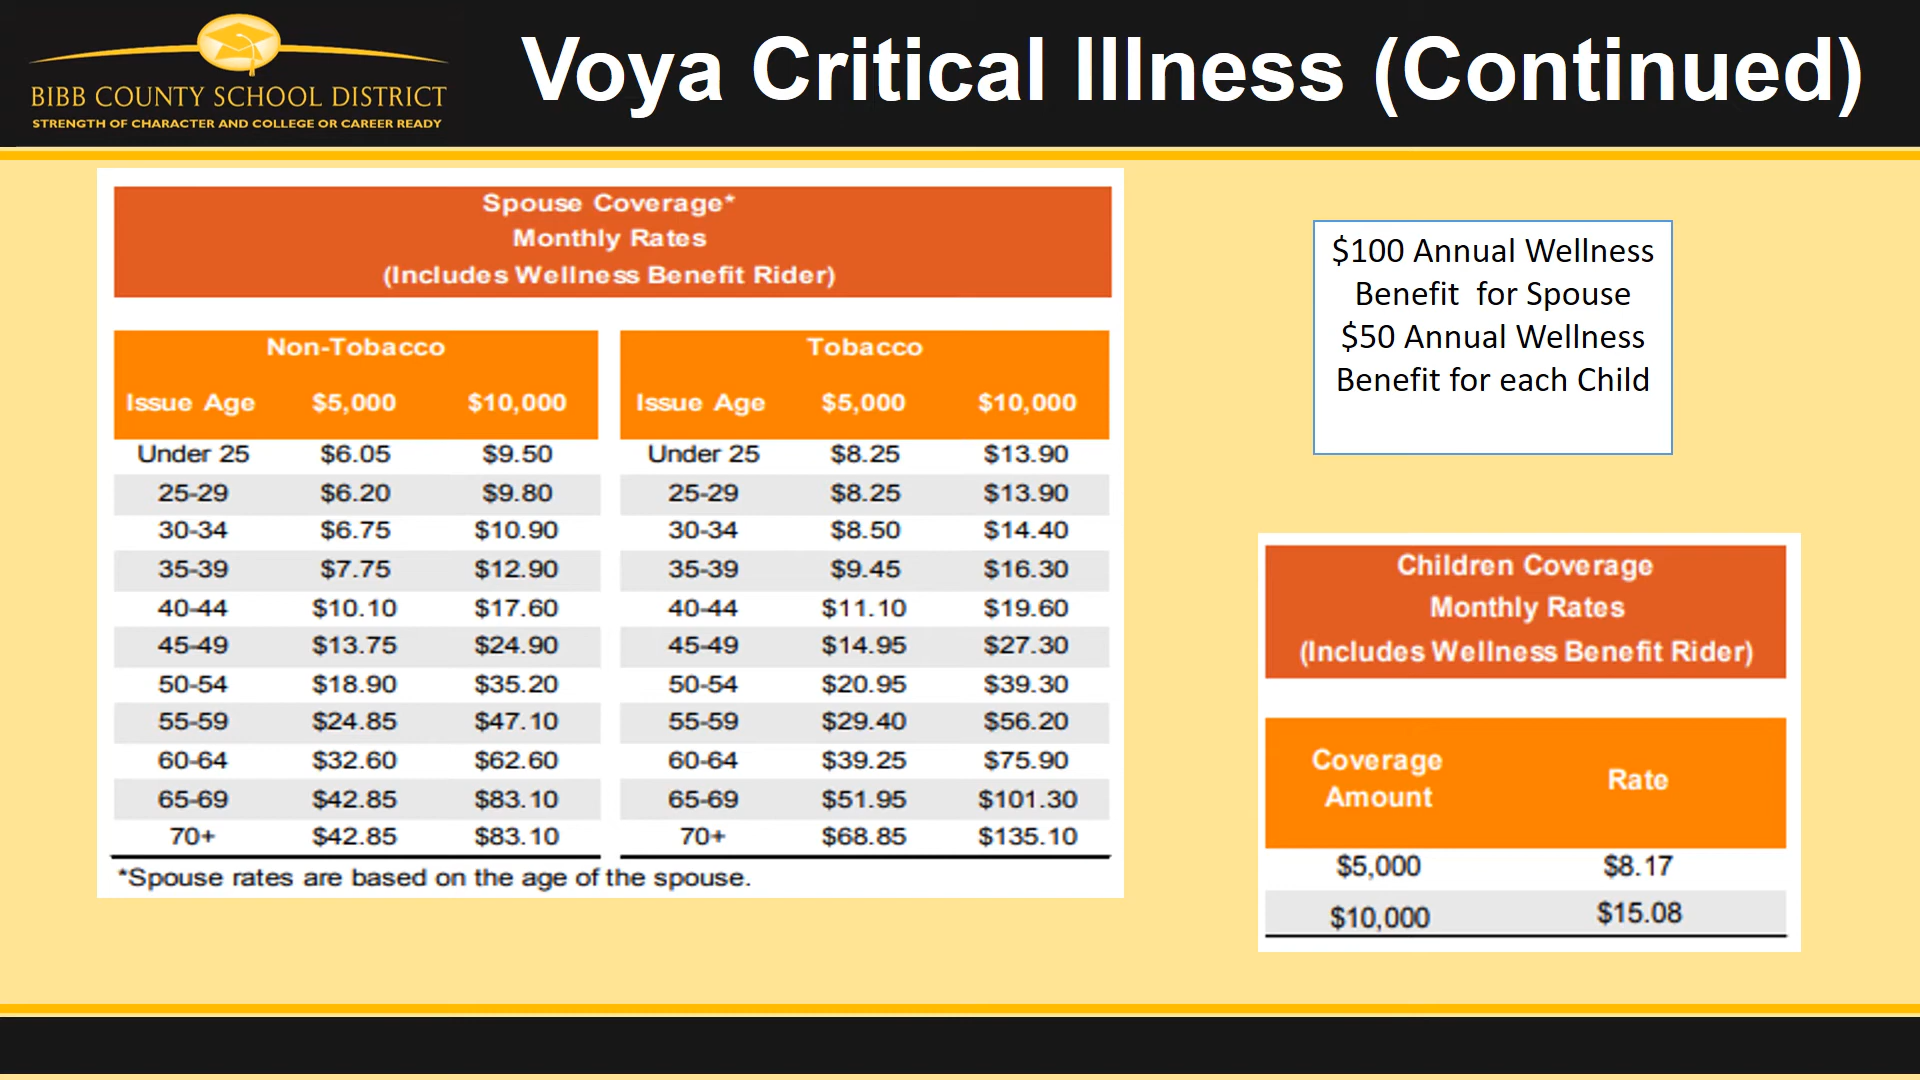 BIBB COUNTY SCHOOL DISTRICT
STRENGTH OF CHARACTER AND COLLEGE OR CAREER READY
Voya Critical Illness (Continued)
Spouse Coverage*
Monthly Rates
(Includes Wellness Benefit Rider)
Non-Tobacco Tobacco
Issue Age $5,000 $10,000 Issue Age $5,000 $10,000
Under 25 $6.05 $9.50 Under 25 $8.25 $13.90
25-29 $6.20 $9.80 25-29 $8.25 $13.90
30-34 $6.75 $10.90 30-34 $8.50 $14.40
35-39 $7.75 $12.90 35-39 $9.45 $16.30
40-44 $10.10 $17.60 40-44 $11.10 $19.60
45-49 $13.75 $24.90 45-49 $14.95 $27.30
50-54 $18.90 $35.20 50-54 $20.95 $39.30
55-59 $24.85 $47.10 55-59 $29.40 $56.20
60-64 $32.60 $62.60 60-64 $39.25 $75.90
65-69 $42.85 $83.10 65-69 $51.95 $101.30
70+ $42.85 $83.10 70+ $68.85 $135.10
*Spouse rates are based on the age of the spouse.
$100 Annual Wellness
Benefit for Spouse
$50 Annual Wellness
Benefit for each Child
Children Coverage
Monthly Rates
(Includes Wellness Benefit Rider)
Coverage
Amount
Rate
$5,000 $8.17
$10,000 $15.08